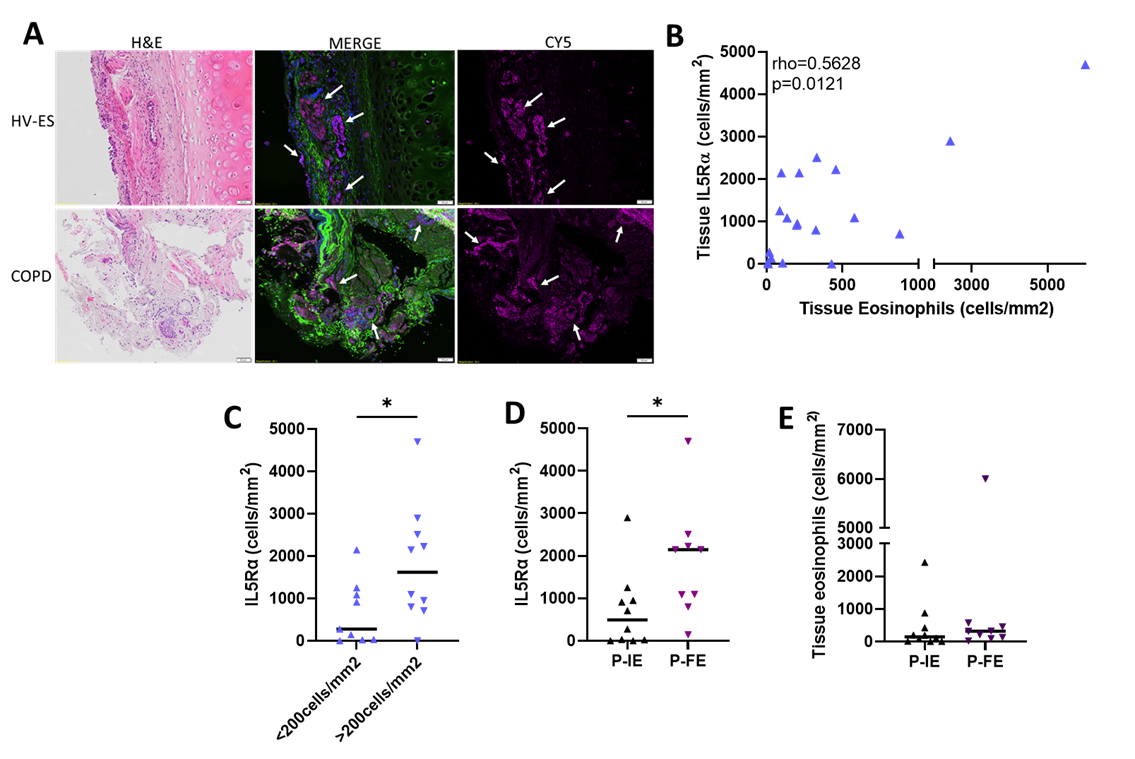 A
H&E
MERGE
CY5
HV-ES
COPD
B
rho=0.5628
p=0.0121
Tissue IL5Rα (cells/mm²)
5000
4000
3000
2000
1000
0
0
500
1000
3000
5000
Tissue Eosinophils (cells/mm2)
C
*
IL5Rα (cells/mm²)
5000
4000
3000
2000
1000
0
<200cells/mm2
>200cells/mm2
D
*
IL5Rα (cells/mm²)
5000
4000
3000
2000
1000
0
P-IE
P-FE
E
Tissue eosinophils (cells/mm²)
7000
6000
5000
3000
2000
1000
0
P-IE
P-FE